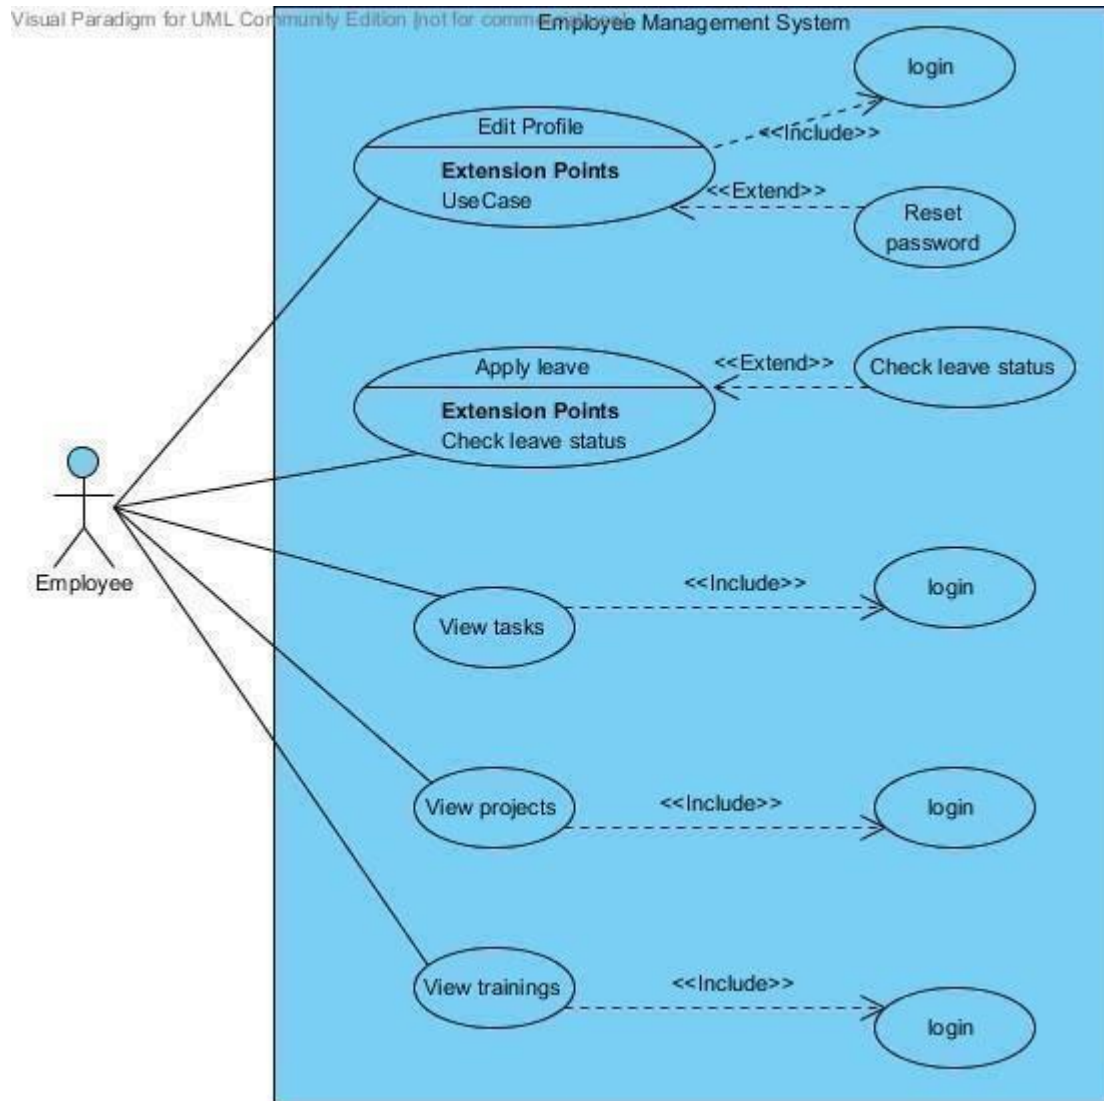 Visual Paradigm for UML Community Edition [not for commercial use]
Employee Management System
login
Edit Profile
<<Include>>
Extension Points
UseCase
<<Extend>>
Reset
password
Apply leave
<<Extend>>
Check leave status
Extension Points
Check leave status
Employee
View tasks
<<Include>>
login
View projects
<<Include>>
login
View trainings
<<Include>>
login